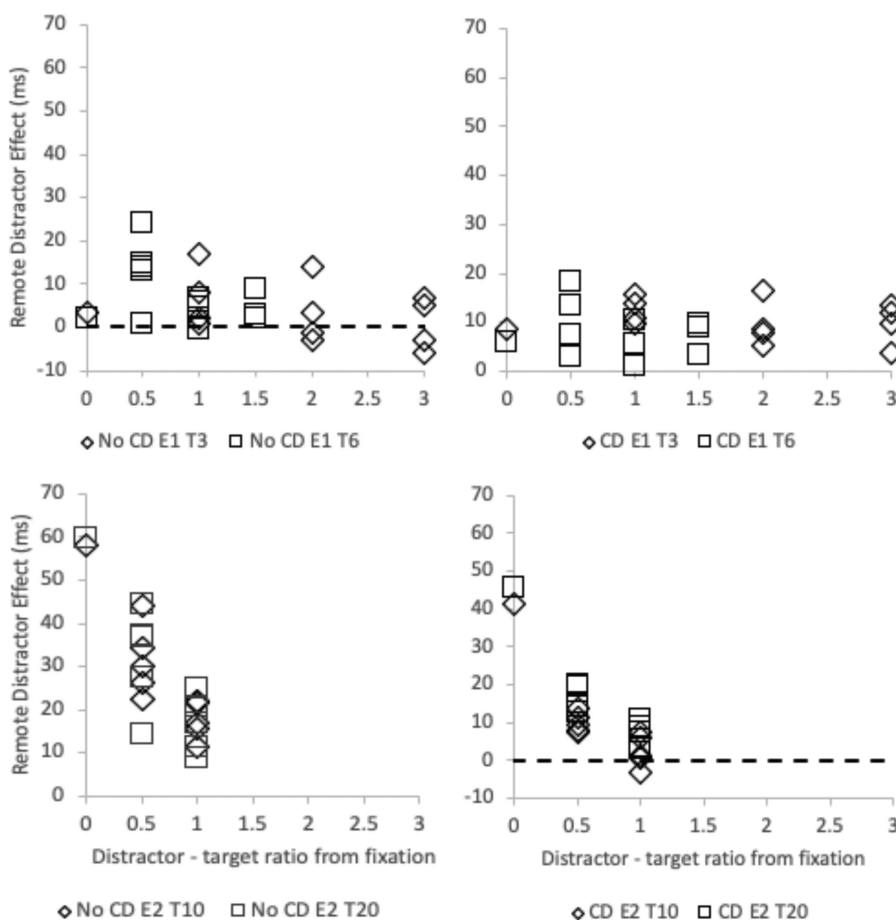 70
60
50
40
30
20
10
0
-10
Remote Distractor Effect (ms)
0 0.5 1 1.5 2 2.5 3
◇ No CD E1 T3 □ No CD E1 T6
70
60
50
40
30
20
10
0
0 0.5 1 1.5 2 2.5 3
◇ CD E1 T3 □ CD E1 T6
70
60
50
40
30
20
10
0
Remote Distractor Effect (ms)
0 0.5 1 1.5 2 2.5 3
Distractor - target ratio from fixation
◇ No CD E2 T10 □ No CD E2 T20
70
60
50
40
30
20
10
0
-10
0 0.5 1 1.5 2 2.5 3
Distractor - target ratio from fixation
◇ CD E2 T10 □ CD E2 T20